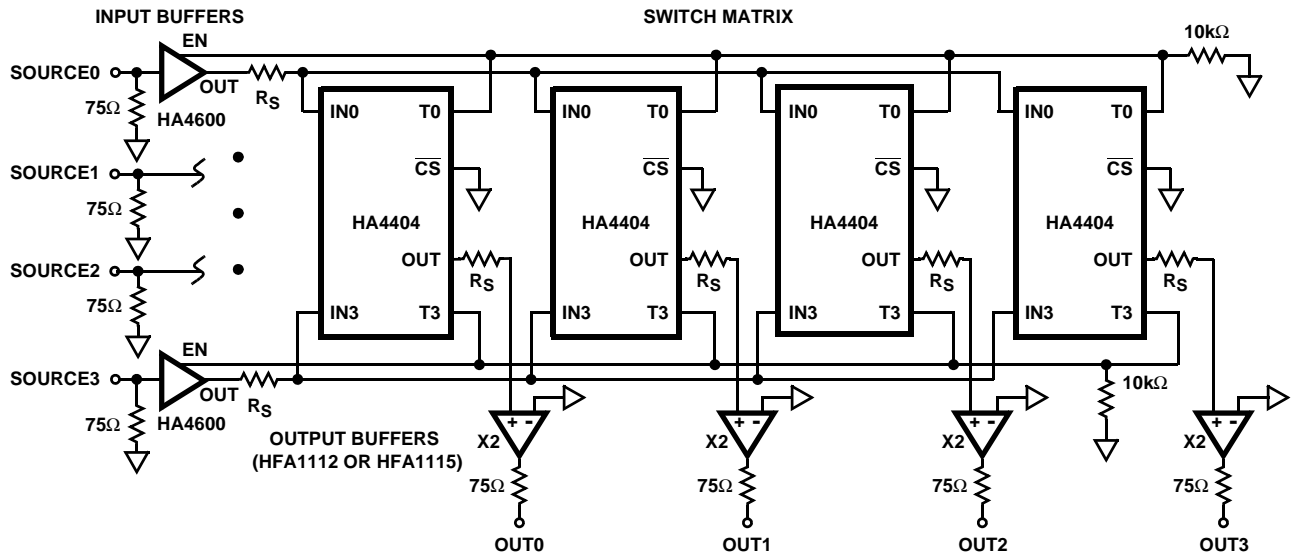 INPUT BUFFERS
SWITCH MATRIX
EN
10kΩ
SOURCE0
OUT
RS
75Ω
HA4600
IN0
T0
IN0
T0
IN0
T0
IN0
T0
SOURCE1
CS
CS
CS
CS
75Ω
HA4404
HA4404
HA4404
HA4404
SOURCE2
OUT
OUT
OUT
OUT
75Ω
RS
RS
RS
RS
IN3
T3
IN3
T3
IN3
T3
IN3
T3
EN
SOURCE3
OUT
RS
10kΩ
75Ω
HA4600
OUTPUT BUFFERS
(HFA1112 OR HFA1115)
+ -
X2
+ -
X2
+ -
X2
+ -
X2
75Ω
75Ω
75Ω
75Ω
OUT0
OUT1
OUT2
OUT3